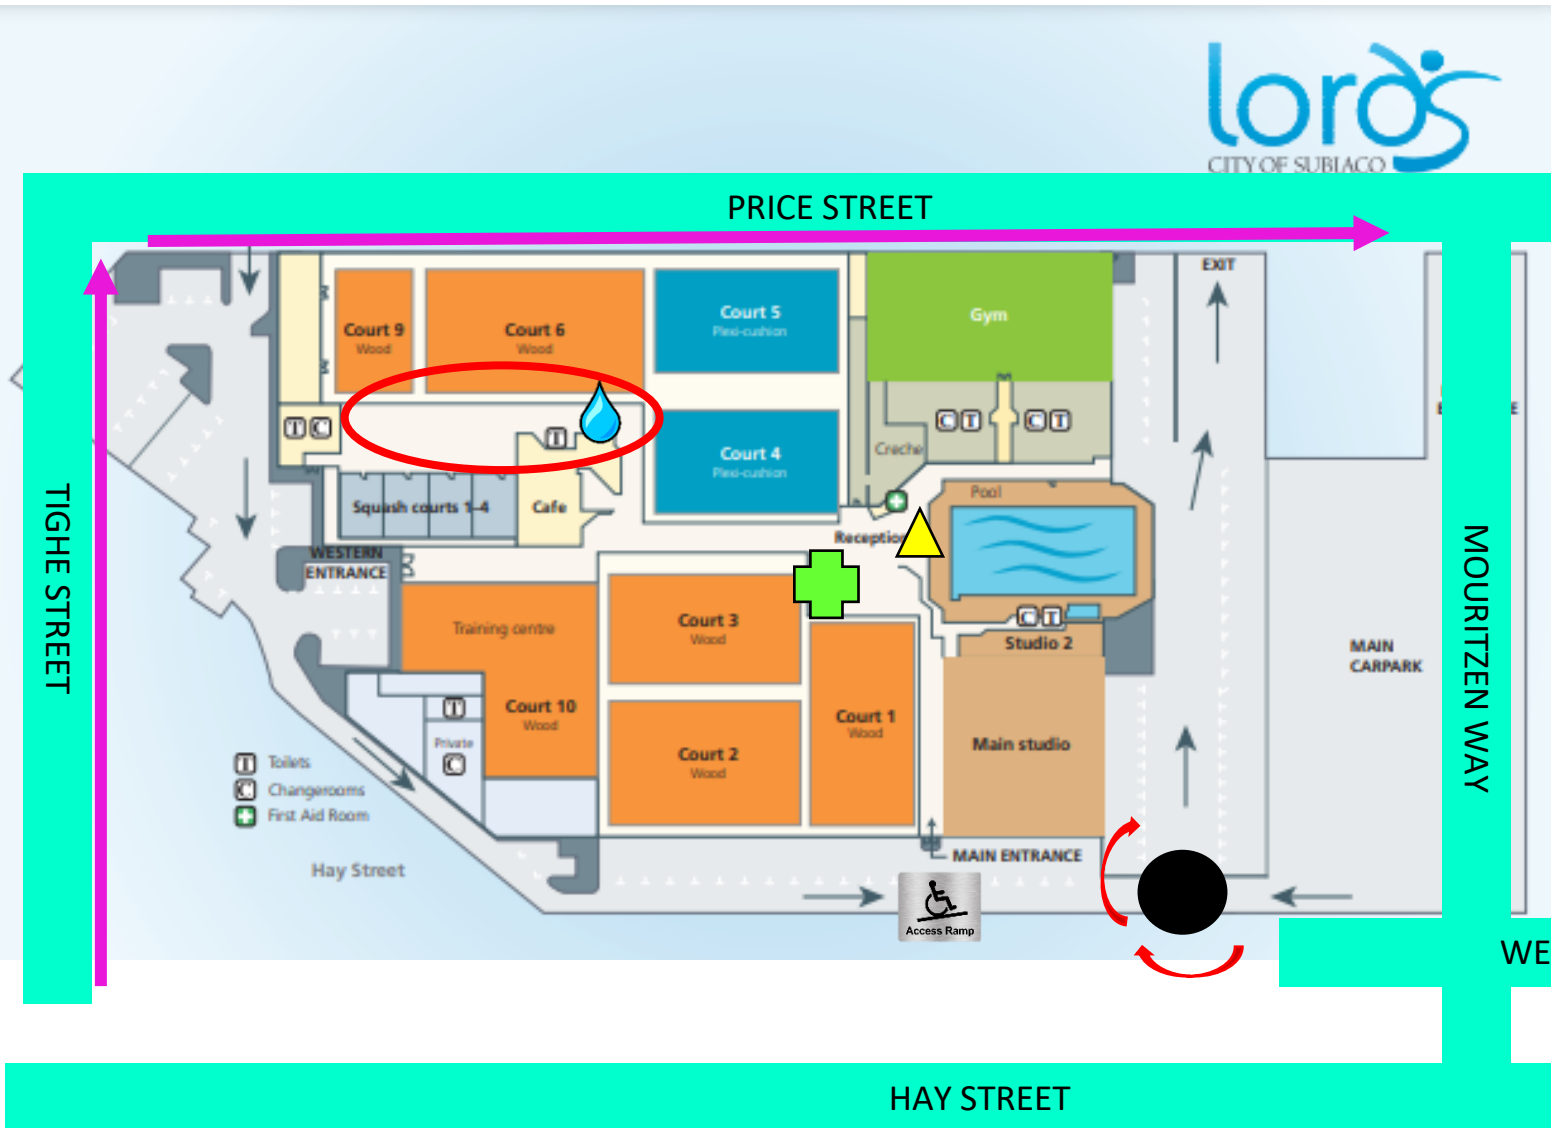 lords
CITY OF SUBIACO
PRICE STREET
EXIT
Court 9
Wood
Court 6
Wood
Court 5
Plexi-cushion
Gym
T C
T
C T
C T
Court 4
Plexi-cushion
Creche
Squash courts 1-4
Cafe
Pool
Reception
WESTERN
ENTRANCE
TIGHE STREET
MOURITZEN WAY
Training centre
Court 3
Wood
C T
Studio 2
MAIN
CARPARK
T
Private
C
Court 10
Wood
Court 2
Wood
Court 1
Wood
Main studio
T Toilets
C Changerooms
First Aid Room
Hay Street
MAIN ENTRANCE
Access Ramp
WE
HAY STREET